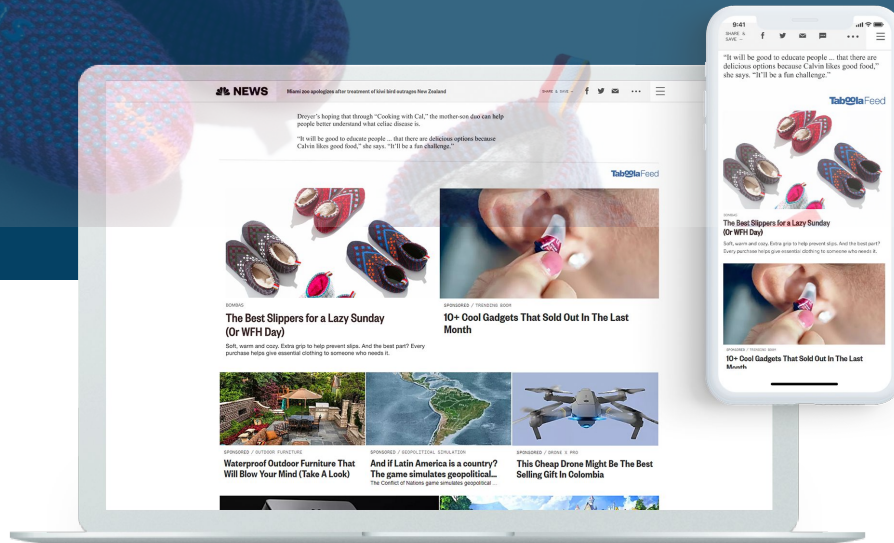 NEWS
Miami zoo apologizes after treatment of kiwi bird outrages New Zealand
SHARE & SAVE —
Dreyer's hoping that through "Cooking with Cal," the mother-son duo can help
people better understand what celiac disease is.
"It will be good to educate people ... that there are delicious options because
Calvin likes good food," she says. "It'll be a fun challenge."
Taboola Feed
BOMBAS
The Best Slippers for a Lazy Sunday
(Or WFH Day)
Soft, warm and cozy. Extra grip to help prevent slips. And the best part? Every
purchase helps give essential clothing to someone who needs it.
SPONSORED / TRENDING BOOM
10+ Cool Gadgets That Sold Out In The Last
Month
SPONSORED / OUTDOOR FURNITURE
Waterproof Outdoor Furniture That
Will Blow Your Mind (Take A Look)
SPONSORED / GEOPOLITICAL SIMULATION
And if Latin America is a country?
The game simulates geopolitical...
The Conflict of Nations game simulates geopolitical ...
SPONSORED / DRONE X PRO
This Cheap Drone Might Be The Best
Selling Gift In Colombia
9:41
SHARE &
SAVE —
"It will be good to educate people ... that there are
delicious options because Calvin likes good food,"
she says. "It'll be a fun challenge."
Taboola Feed
BOMBAS
The Best Slippers for a Lazy Sunday
(Or WFH Day)
Soft, warm and cozy. Extra grip to help prevent slips. And the best part?
Every purchase helps give essential clothing to someone who needs it.
SPONSORED / TRENDING BOOM
10+ Cool Gadgets That Sold Out In The Last
Month